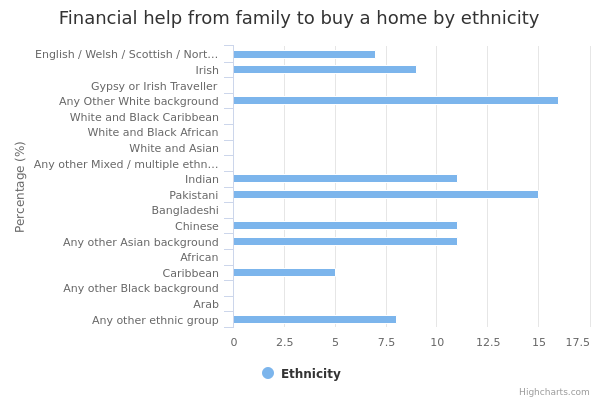 Financial help from family to buy a home by ethnicity
Percentage (%)
English / Welsh / Scottish / Nort…
Irish
Gypsy or Irish Traveller
Any Other White background
White and Black Caribbean
White and Black African
White and Asian
Any other Mixed / multiple ethn…
Indian
Pakistani
Bangladeshi
Chinese
Any other Asian background
African
Caribbean
Any other Black background
Arab
Any other ethnic group
0 2.5 5 7.5 10 12.5 15 17.5
Ethnicity
Highcharts.com